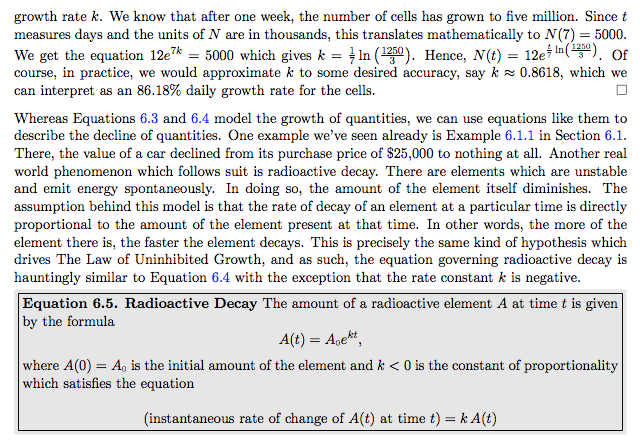 growth rate k. We know that after one week, the number of cells has grown to five million. Since t
measures days and the units of N are in thousands, this translates mathematically to N(7) = 5000.
We get the equation 12e^{7k} = 5000 which gives k = \frac{1}{7} ln (\frac{1250}{3}). Hence, N(t) = 12e^{\frac{t}{7} ln(\frac{1250}{3})}. Of
course, in practice, we would approximate k to some desired accuracy, say k ≈ 0.8618, which we
can interpret as an 86.18% daily growth rate for the cells. □
Whereas Equations 6.3 and 6.4 model the growth of quantities, we can use equations like them to
describe the decline of quantities. One example we've seen already is Example 6.1.1 in Section 6.1.
There, the value of a car declined from its purchase price of $25,000 to nothing at all. Another real
world phenomenon which follows suit is radioactive decay. There are elements which are unstable
and emit energy spontaneously. In doing so, the amount of the element itself diminishes. The
assumption behind this model is that the rate of decay of an element at a particular time is directly
proportional to the amount of the element present at that time. In other words, the more of the
element there is, the faster the element decays. This is precisely the same kind of hypothesis which
drives The Law of Uninhibited Growth, and as such, the equation governing radioactive decay is
hauntingly similar to Equation 6.4 with the exception that the rate constant k is negative.
Equation 6.5. Radioactive Decay The amount of a radioactive element A at time t is given
by the formula
A(t) = A₀e^{kt},
where A(0) = A₀ is the initial amount of the element and k < 0 is the constant of proportionality
which satisfies the equation
(instantaneous rate of change of A(t) at time t) = k A(t)